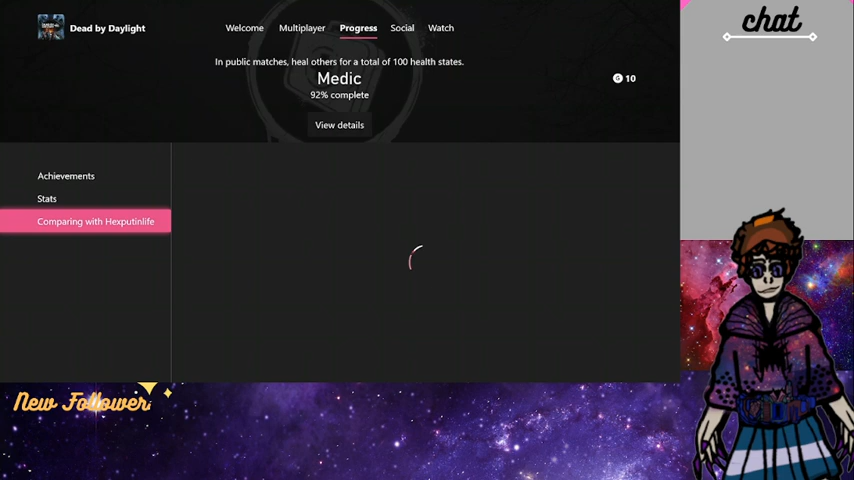 Dead by Daylight
Welcome Multiplayer Progress Social Watch
In public matches, heal others for a total of 100 health states.
Medic
92% complete
G 10
View details
Achievements
Stats
Comparing with Hexputinlife
chat
New Follower: